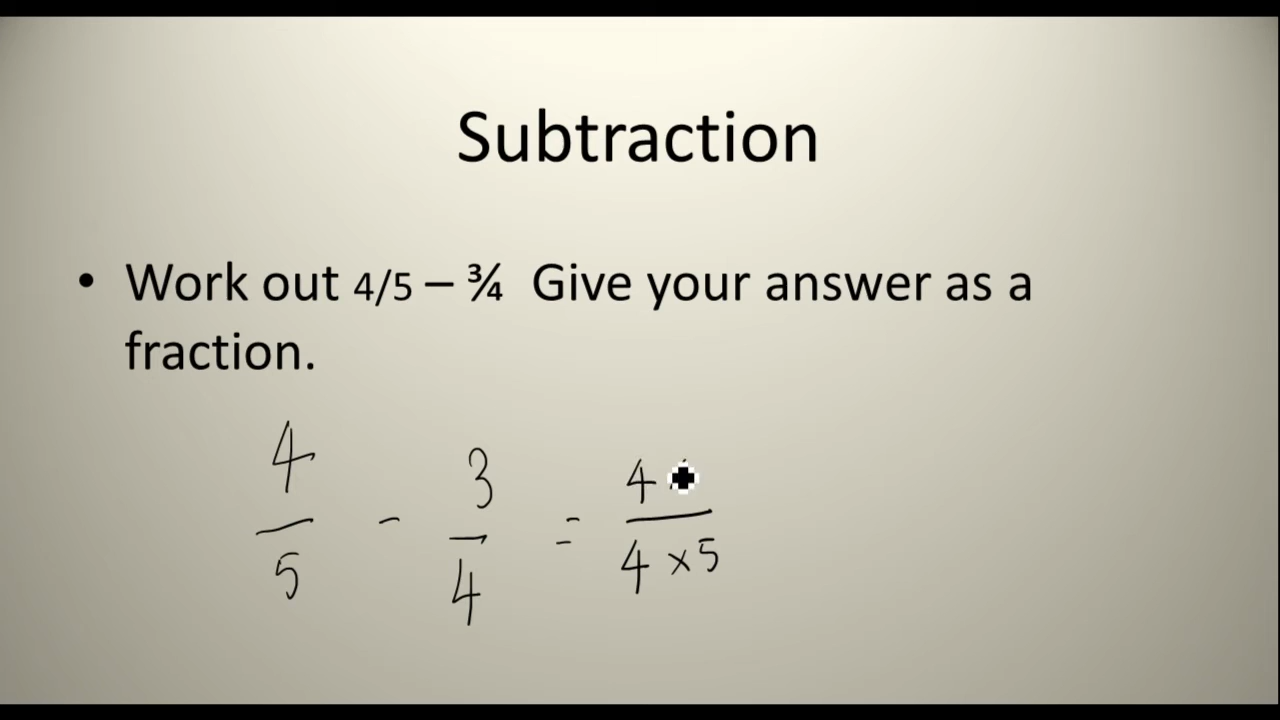 Subtraction
• Work out 4/5 – ¾ Give your answer as a
fraction.
4/5 - 3/4 = 4/4 × 5